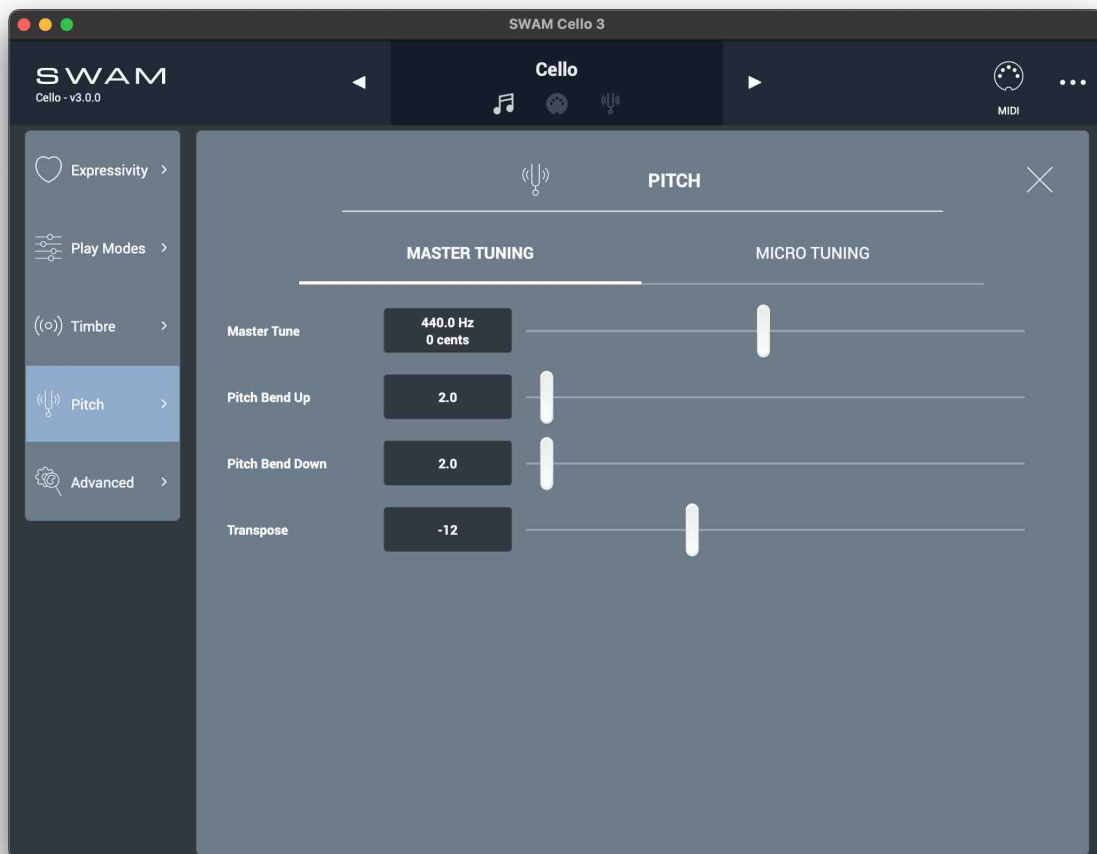 SWAM Cello 3
SWAM
Cello - v3.0.0
Cello
MIDI
Expressivity
Play Modes
Timbre
Pitch
Advanced
PITCH
MASTER TUNING
MICRO TUNING
Master Tune
440.0 Hz
0 cents
Pitch Bend Up
2.0
Pitch Bend Down
2.0
Transpose
-12